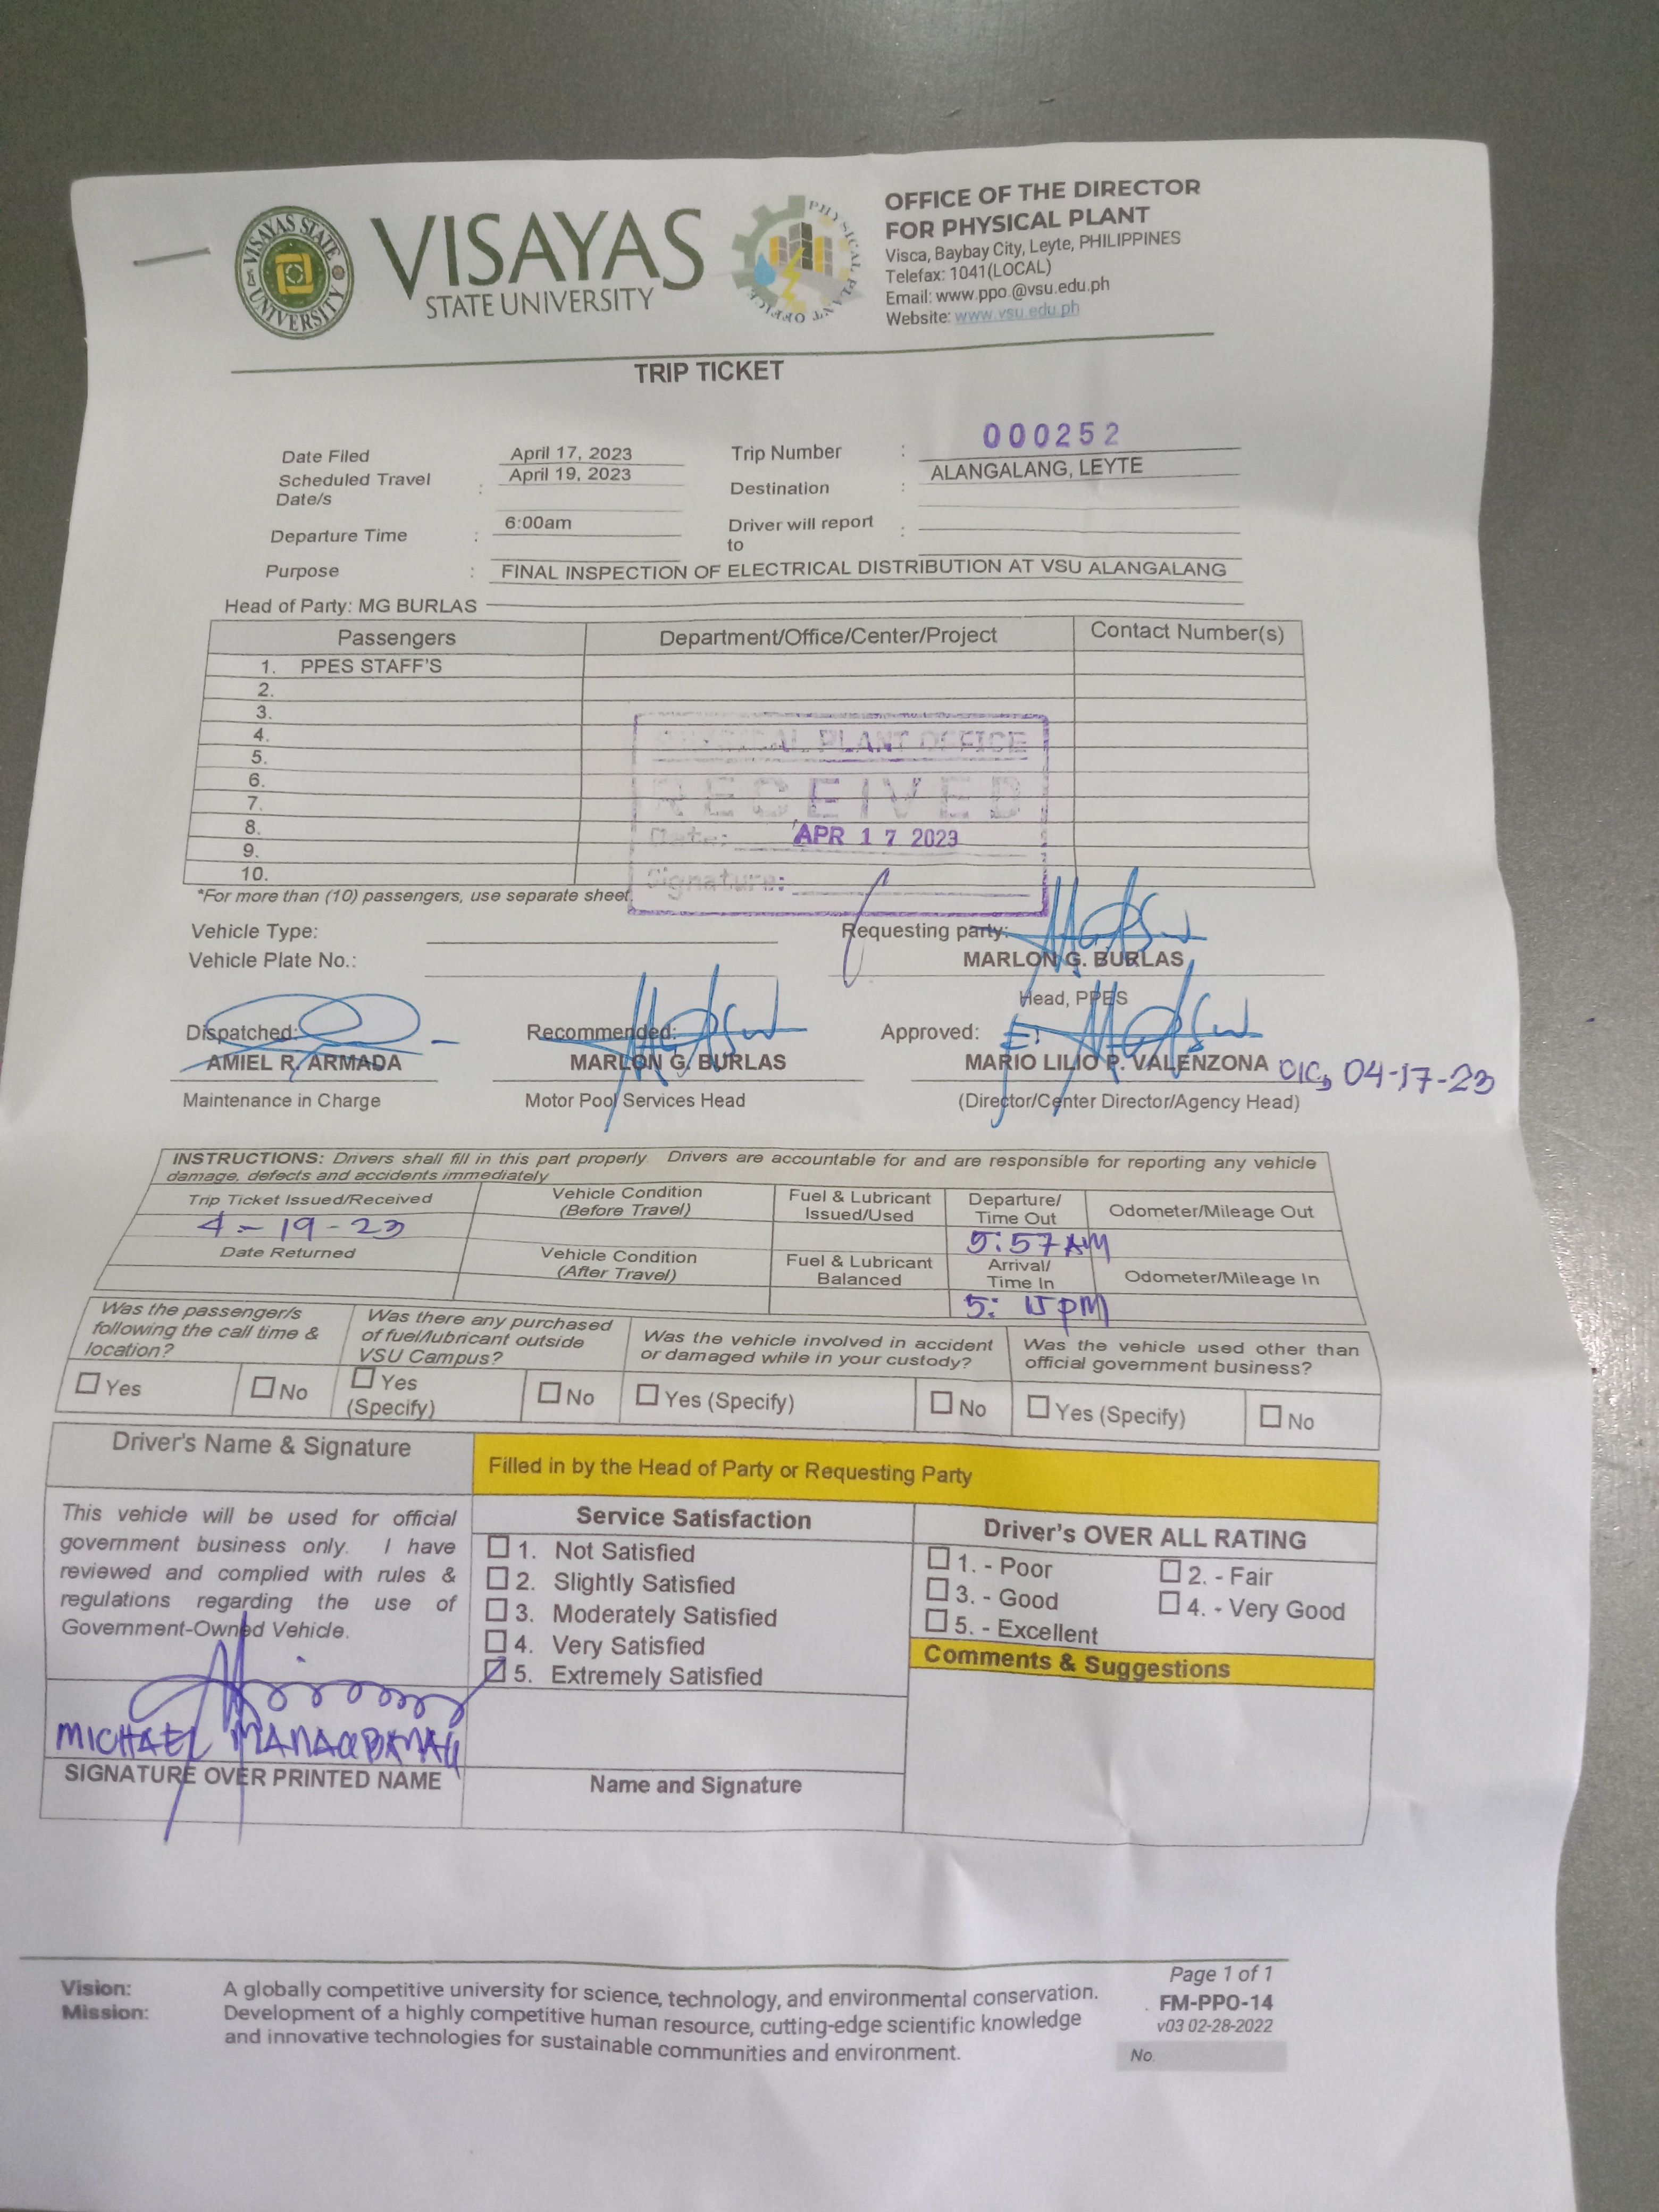 VISAYAS STATE UNIVERSITY
VISAYAS
STATE UNIVERSITY
PHYSICAL PLANT OFFICE
OFFICE OF THE DIRECTOR
FOR PHYSICAL PLANT
Visca, Baybay City, Leyte, PHILIPPINES
Telefax: 1041(LOCAL)
Email: www.ppo.@vsu.edu.ph
Website: www.vsu.edu.ph
TRIP TICKET
Date Filed April 17, 2023 Trip Number : 000252
Scheduled Travel Date/s : April 19, 2023 Destination : ALANGALANG, LEYTE
Departure Time : 6:00am Driver will report to :
Purpose : FINAL INSPECTION OF ELECTRICAL DISTRIBUTION AT VSU ALANGALANG
Head of Party: MG BURLAS
Passengers Department/Office/Center/Project Contact Number(s)
1. PPES STAFF'S
2.
3.
4.
5.
6.
7.
8.
9.
10.
PHYSICAL PLANT OFFICE
RECEIVED
Date: APR 17 2023
Signature:
*For more than (10) passengers, use separate sheet
Vehicle Type: Requesting party:
Vehicle Plate No.: MARLON G. BURLAS
Head, PPES
Dispatched: Recommended: Approved:
AMIEL R. ARMADA MARLON G. BURLAS MARIO LILIO P. VALENZONA OIC, 04-17-23
Maintenance in Charge Motor Pool Services Head (Director/Center Director/Agency Head)
INSTRUCTIONS: Drivers shall fill in this part properly. Drivers are accountable for and are responsible for reporting any vehicle
damage, defects and accidents immediately
Trip Ticket Issued/Received Vehicle Condition (Before Travel) Fuel & Lubricant Issued/Used Departure/ Time Out Odometer/Mileage Out
4-19-23 5:57 AM
Date Returned Vehicle Condition (After Travel) Fuel & Lubricant Balanced Arrival/ Time In Odometer/Mileage In
5:15 PM
Was the passenger/s following the call time & location? Was there any purchased of fuel/lubricant outside VSU Campus? Was the vehicle involved in accident or damaged while in your custody? Was the vehicle used other than official government business?
Yes No Yes (Specify) No Yes (Specify) No Yes (Specify) No
Driver's Name & Signature Filled in by the Head of Party or Requesting Party
This vehicle will be used for official
government business only. I have
reviewed and complied with rules &
regulations regarding the use of
Government-Owned Vehicle.
MICHAEL
SIGNATURE OVER PRINTED NAME
Service Satisfaction
1. Not Satisfied
2. Slightly Satisfied
3. Moderately Satisfied
4. Very Satisfied
5. Extremely Satisfied
Name and Signature
Driver's OVER ALL RATING
1. - Poor 2. - Fair
3. - Good 4. - Very Good
5. - Excellent
Comments & Suggestions
Vision: A globally competitive university for science, technology, and environmental conservation.
Mission: Development of a highly competitive human resource, cutting-edge scientific knowledge
and innovative technologies for sustainable communities and environment.
Page 1 of 1
FM-PPO-14
v03 02-28-2022
No.